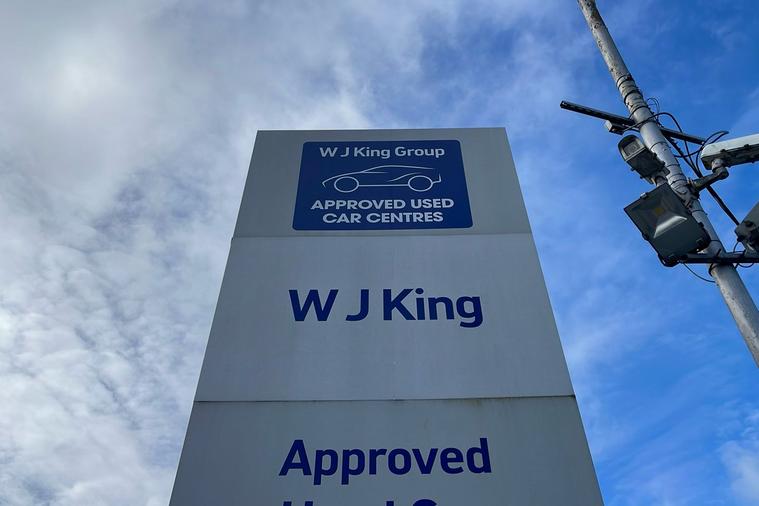 W J King Group
APPROVED USED
CAR CENTRES
W J King
Approved